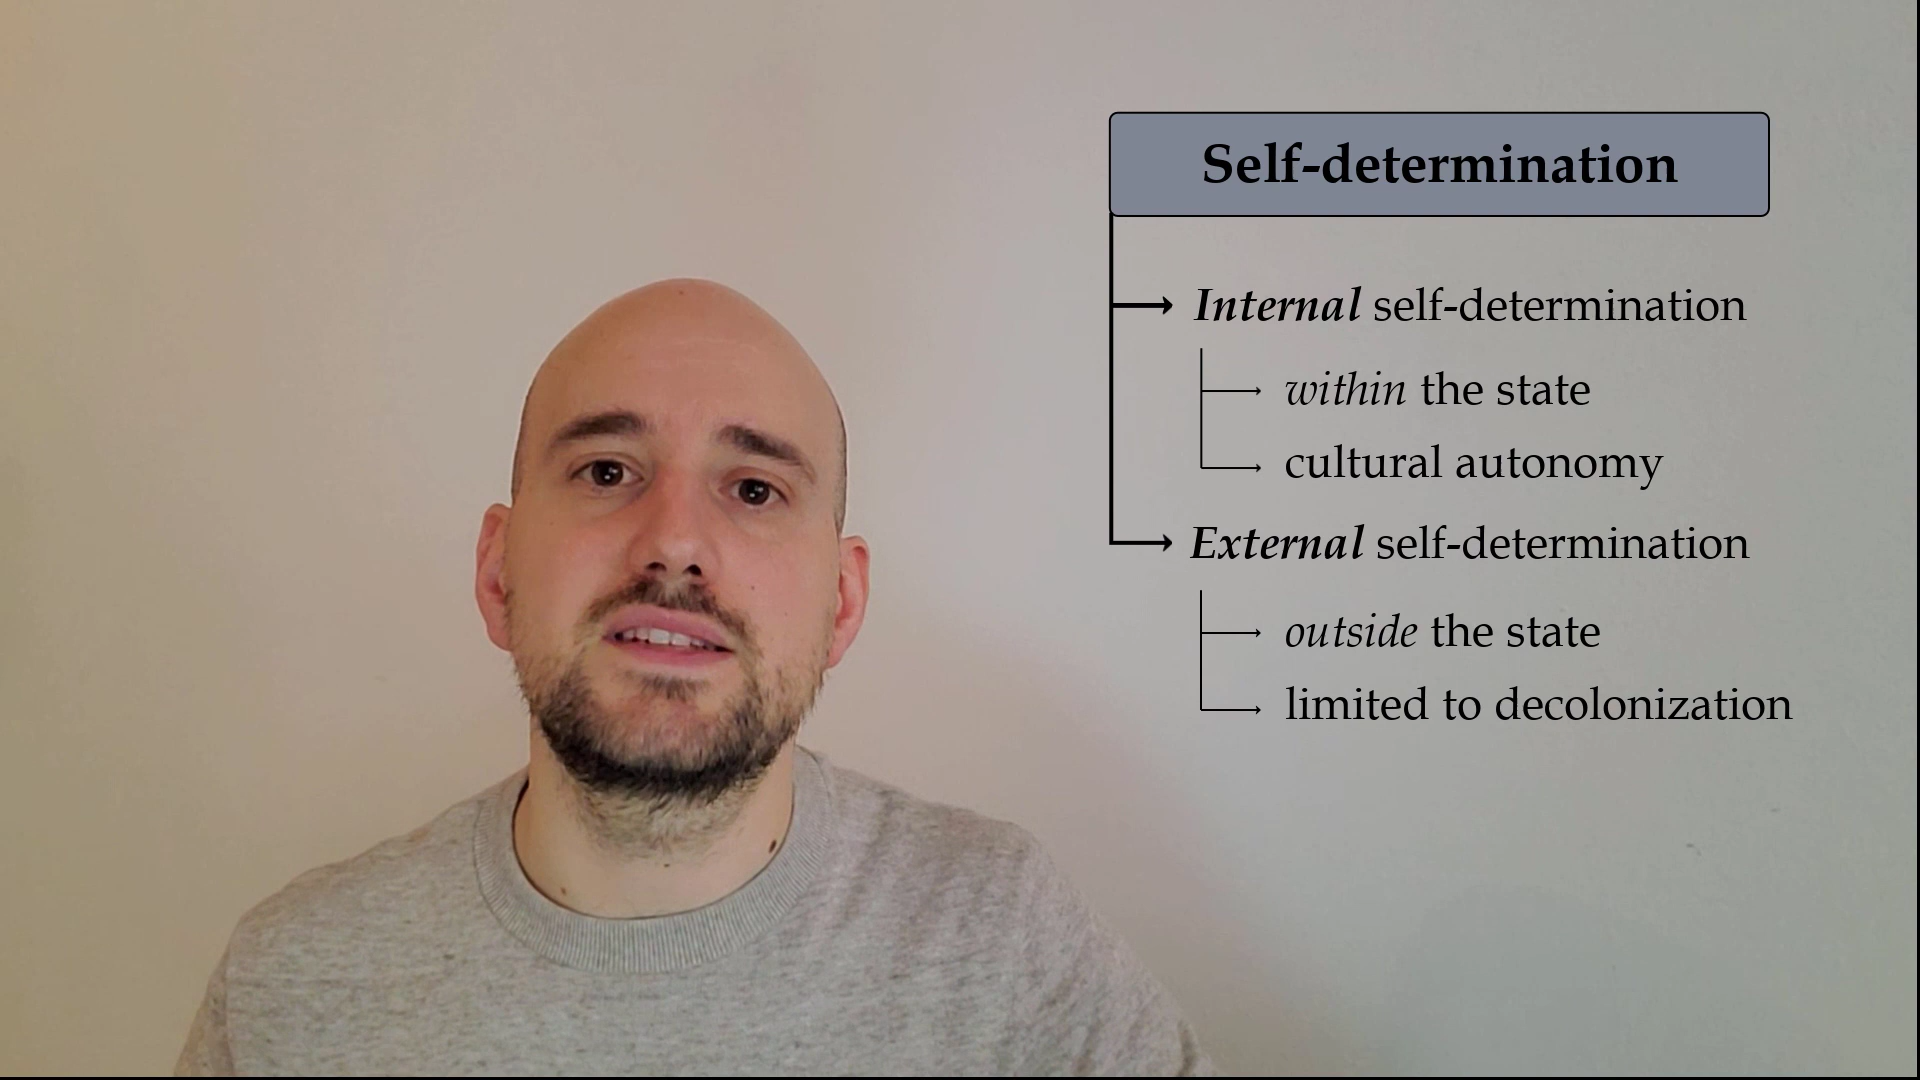 Self-determination
Internal self-determination
within the state
cultural autonomy
External self-determination
outside the state
limited to decolonization